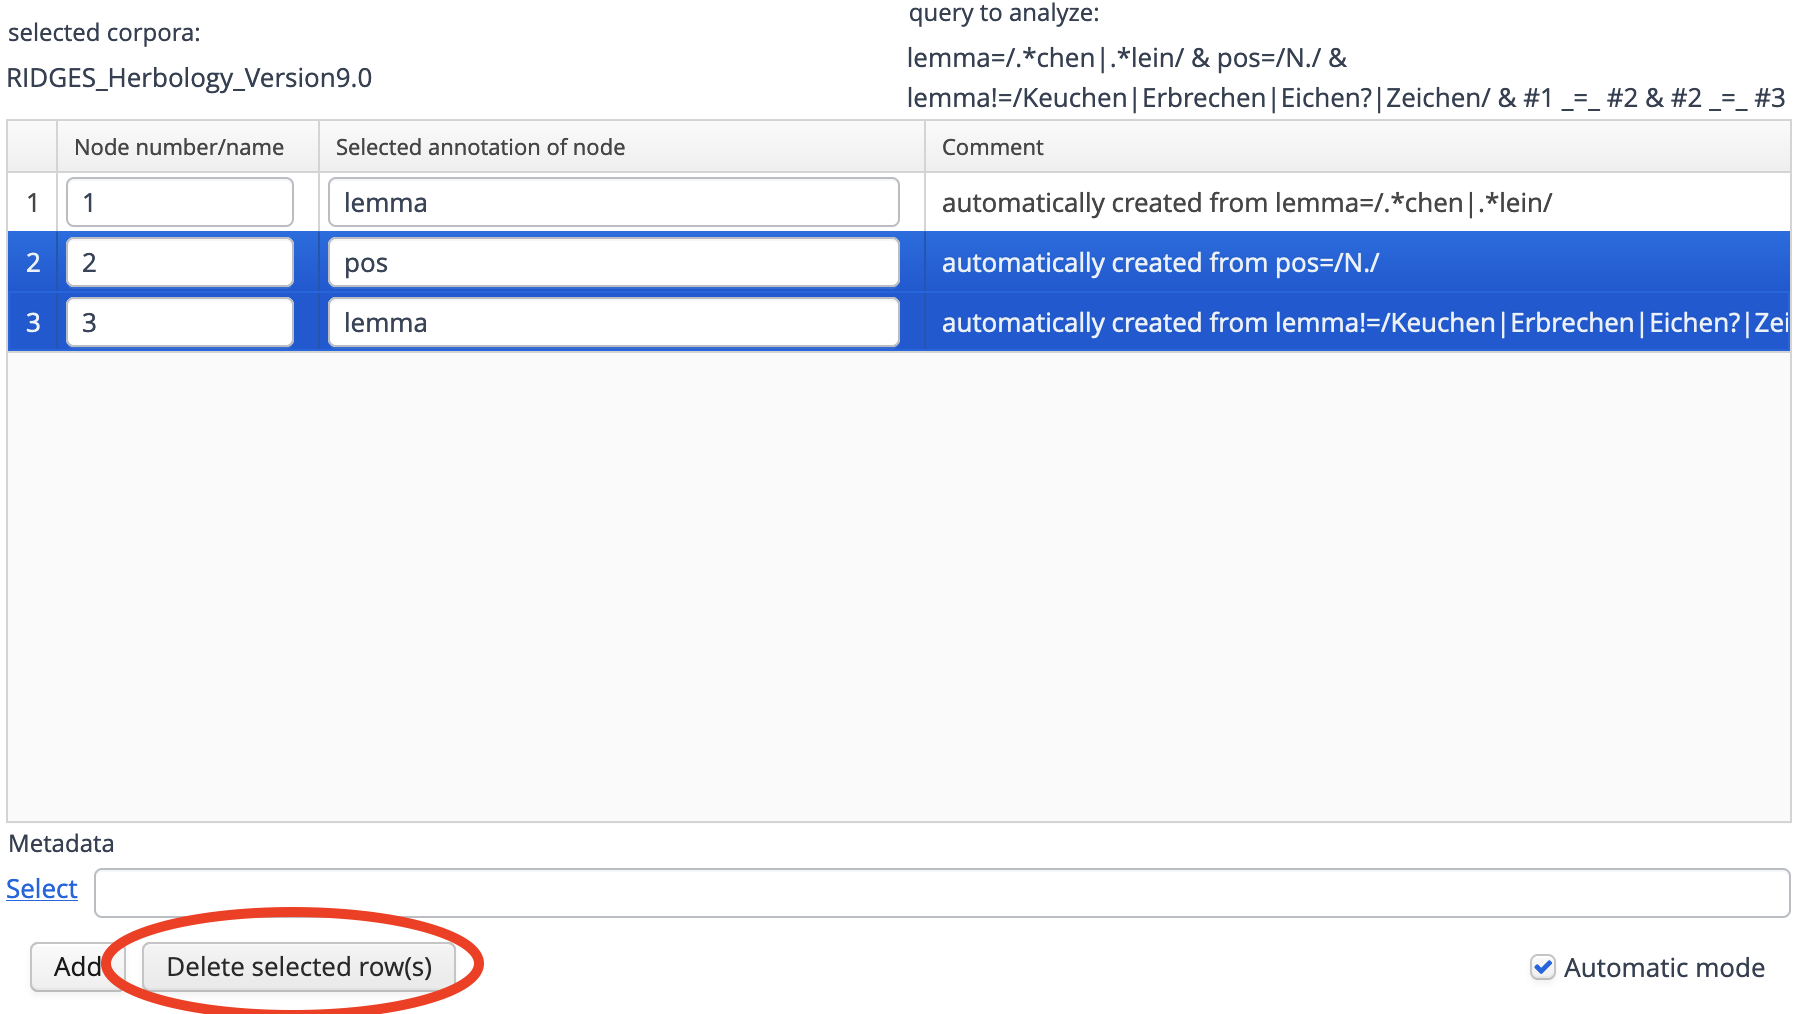 selected corpora:
RIDGES_Herbology_Version9.0
query to analyze:
lemma=/.*chen|.*lein/ & pos=/N./ &
lemma!=/Keuchen|Erbrechen|Eichen?|Zeichen/ & #1 _=_ #2 & #2 _=_ #3
Node number/name Selected annotation of node Comment
1 1 lemma automatically created from lemma=/.*chen|.*lein/
2 2 pos automatically created from pos=/N./
3 3 lemma automatically created from lemma!=/Keuchen|Erbrechen|Eichen?|Zei
Metadata
Select
Add Delete selected row(s) Automatic mode